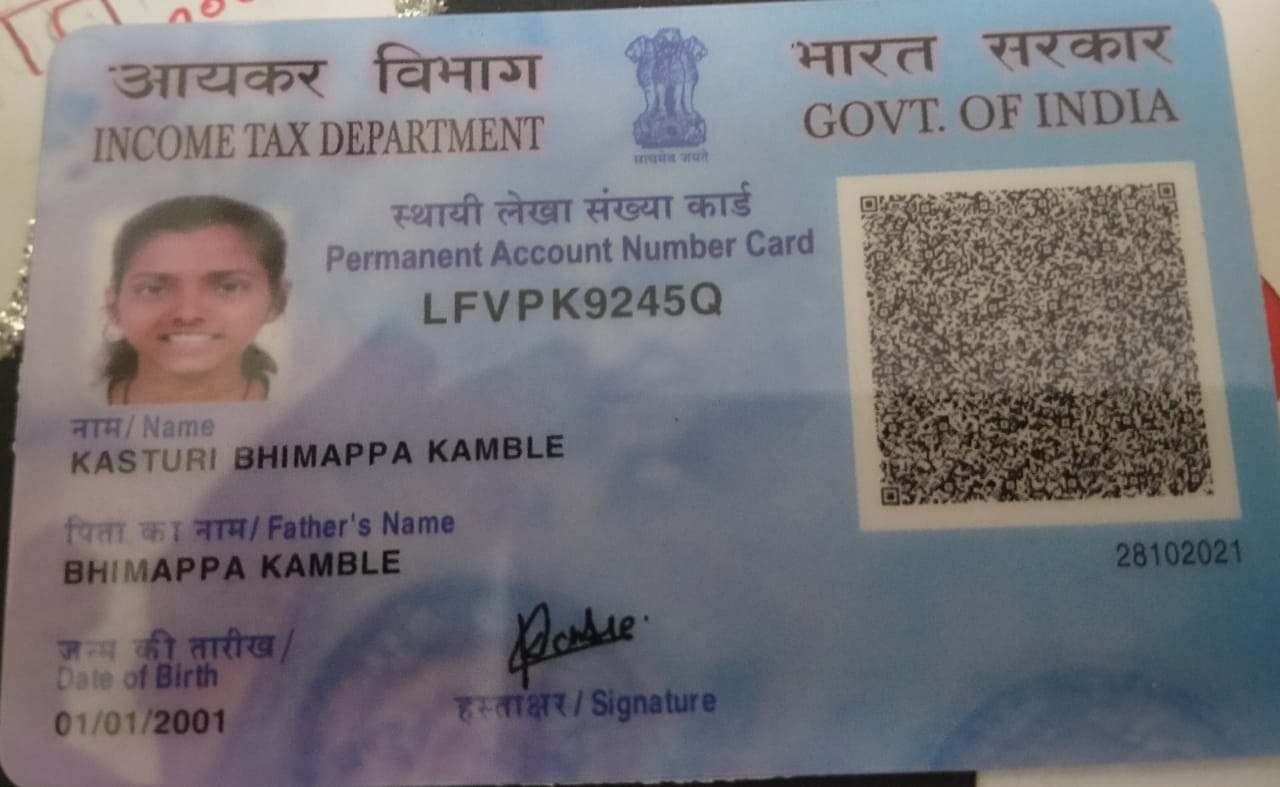 आयकर विभाग
INCOME TAX DEPARTMENT
सत्यमेव जयते
भारत सरकार
GOVT. OF INDIA
स्थायी लेखा संख्या कार्ड
Permanent Account Number Card
LFVPK9245Q
नाम/ Name
KASTURI BHIMAPPA KAMBLE
पिता का नाम/ Father's Name
BHIMAPPA KAMBLE
28102021
जन्म की तारीख/
Date of Birth
01/01/2001
हस्ताक्षर/ Signature